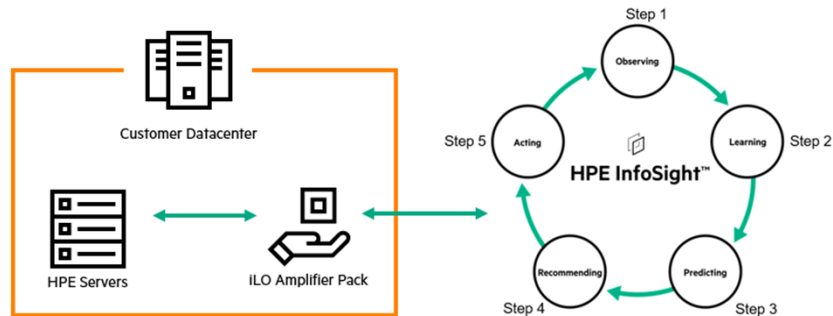 Customer Datacenter
HPE Servers
iLO Amplifier Pack
Step 1
Observing
Step 2
Learning
Step 3
Predicting
Step 4
Recommending
Step 5
Acting
HPE InfoSight™